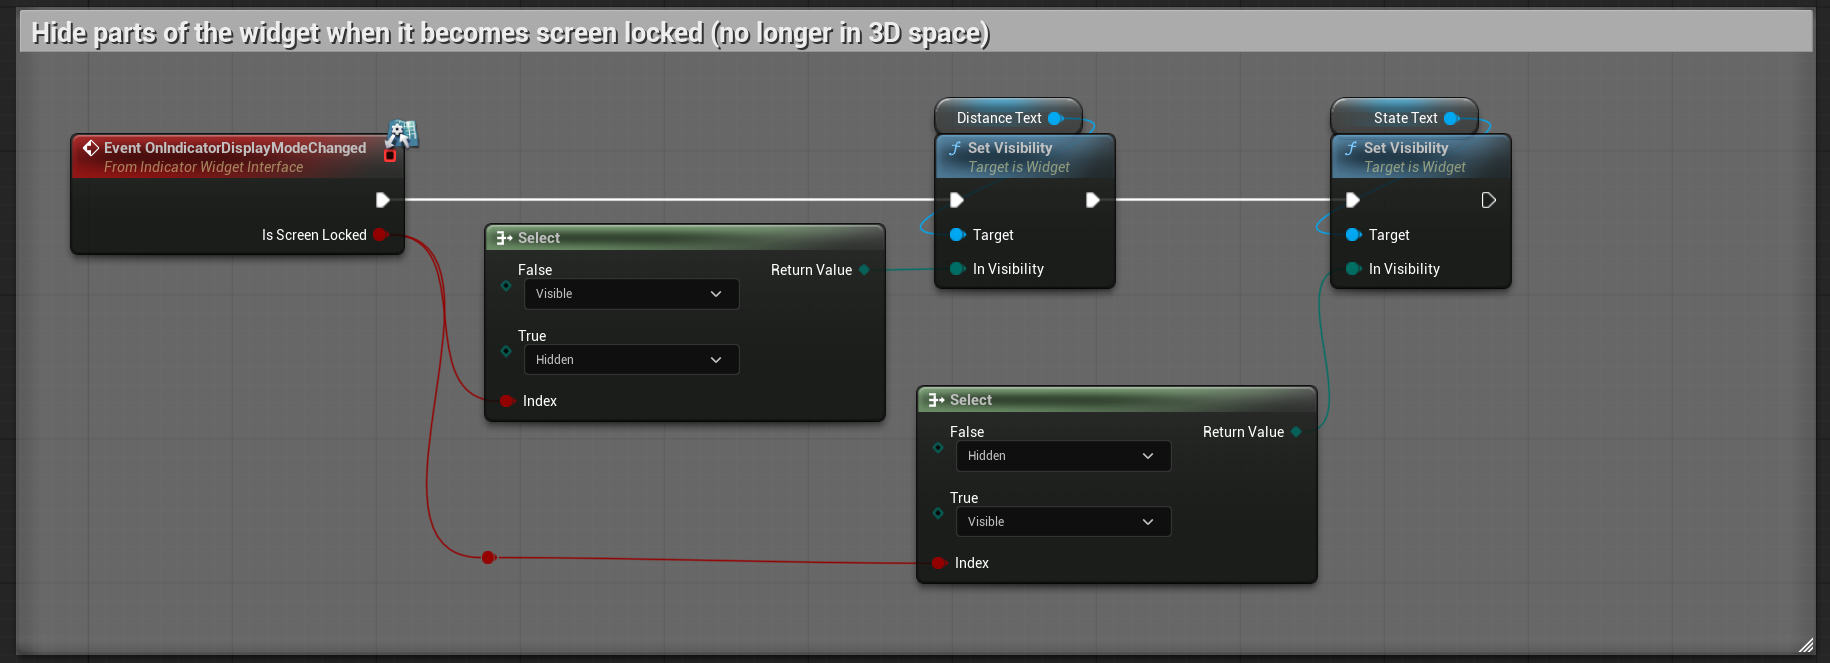 Hide parts of the widget when it becomes screen locked (no longer in 3D space)
Event OnIndicatorDisplayModeChanged
From Indicator Widget Interface
Is Screen Locked
Select
False
Visible
True
Hidden
Index
Return Value
Distance Text
Set Visibility
Target is Widget
Target
In Visibility
Select
False
Hidden
True
Visible
Index
Return Value
State Text
Set Visibility
Target is Widget
Target
In Visibility